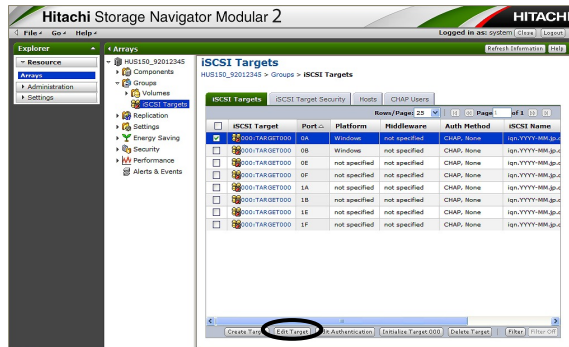 Hitachi Storage Navigator Modular 2
HITACHI
File Go Help
Logged in as: system Close Logout
Explorer
Arrays
Refresh Information Help
Resource
Arrays
Administration
Settings
HUS150_92012345
Components
Groups
Volumes
iSCSI Targets
Replication
Settings
Energy Saving
Security
Performance
Alerts & Events
iSCSI Targets
HUS150_92012345 > Groups > iSCSI Targets
iSCSI Targets iSCSI Target Security Hosts CHAP Users
Rows/Page: 25 Page 1 of 1
iSCSI Target Port Platform Middleware Auth Method iSCSI Name
000:TARGET000 0A Windows not specified CHAP, None iqn.YYYY-MM.jp.c
000:TARGET000 0B Windows not specified CHAP, None iqn.YYYY-MM.jp.c
000:TARGET000 0E not specified not specified CHAP, None iqn.YYYY-MM.jp.c
000:TARGET000 0F not specified not specified CHAP, None iqn.YYYY-MM.jp.c
000:TARGET000 1A not specified not specified CHAP, None iqn.YYYY-MM.jp.c
000:TARGET000 1B not specified not specified CHAP, None iqn.YYYY-MM.jp.c
000:TARGET000 1E not specified not specified CHAP, None iqn.YYYY-MM.jp.c
000:TARGET000 1F not specified not specified CHAP, None iqn.YYYY-MM.jp.c
Create Edit Target Authentication Initialize Target 000 Delete Target Filter Filter Off